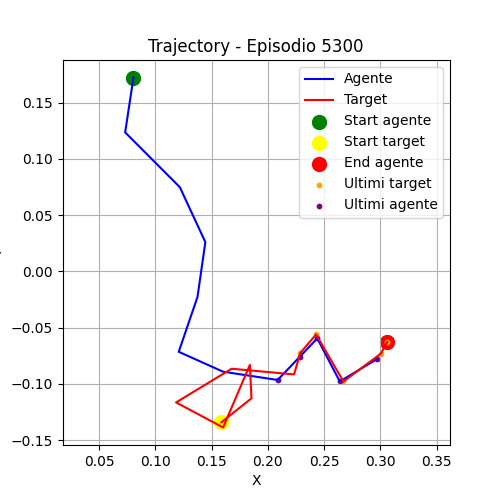 Trajectory - Episodio 5300
Agente
Target
Start agente
Start target
End agente
Ultimi target
Ultimi agente
0.15
0.10
0.05
0.00
−0.05
−0.10
−0.15
0.05
0.10
0.15
0.20
0.25
0.30
0.35
X